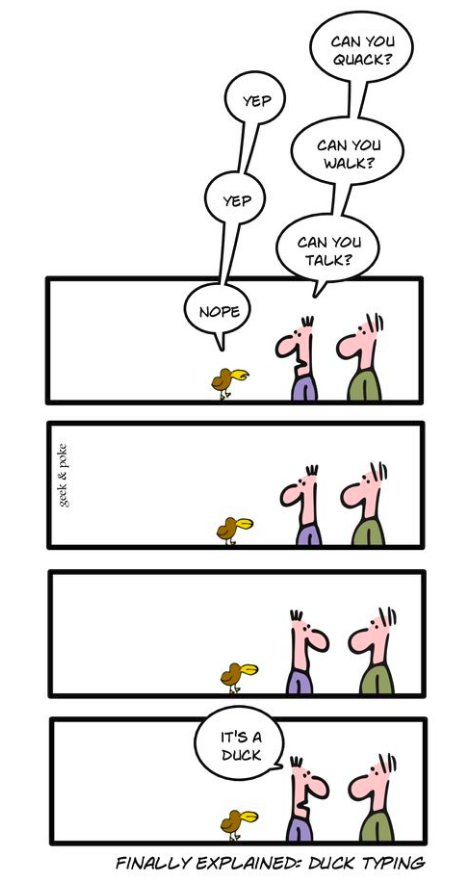 CAN YOU
QUACK?
YEP
CAN YOU
WALK?
YEP
CAN YOU
TALK?
NOPE
geek & poke
IT'S A
DUCK
FINALLY EXPLAINED: DUCK TYPING